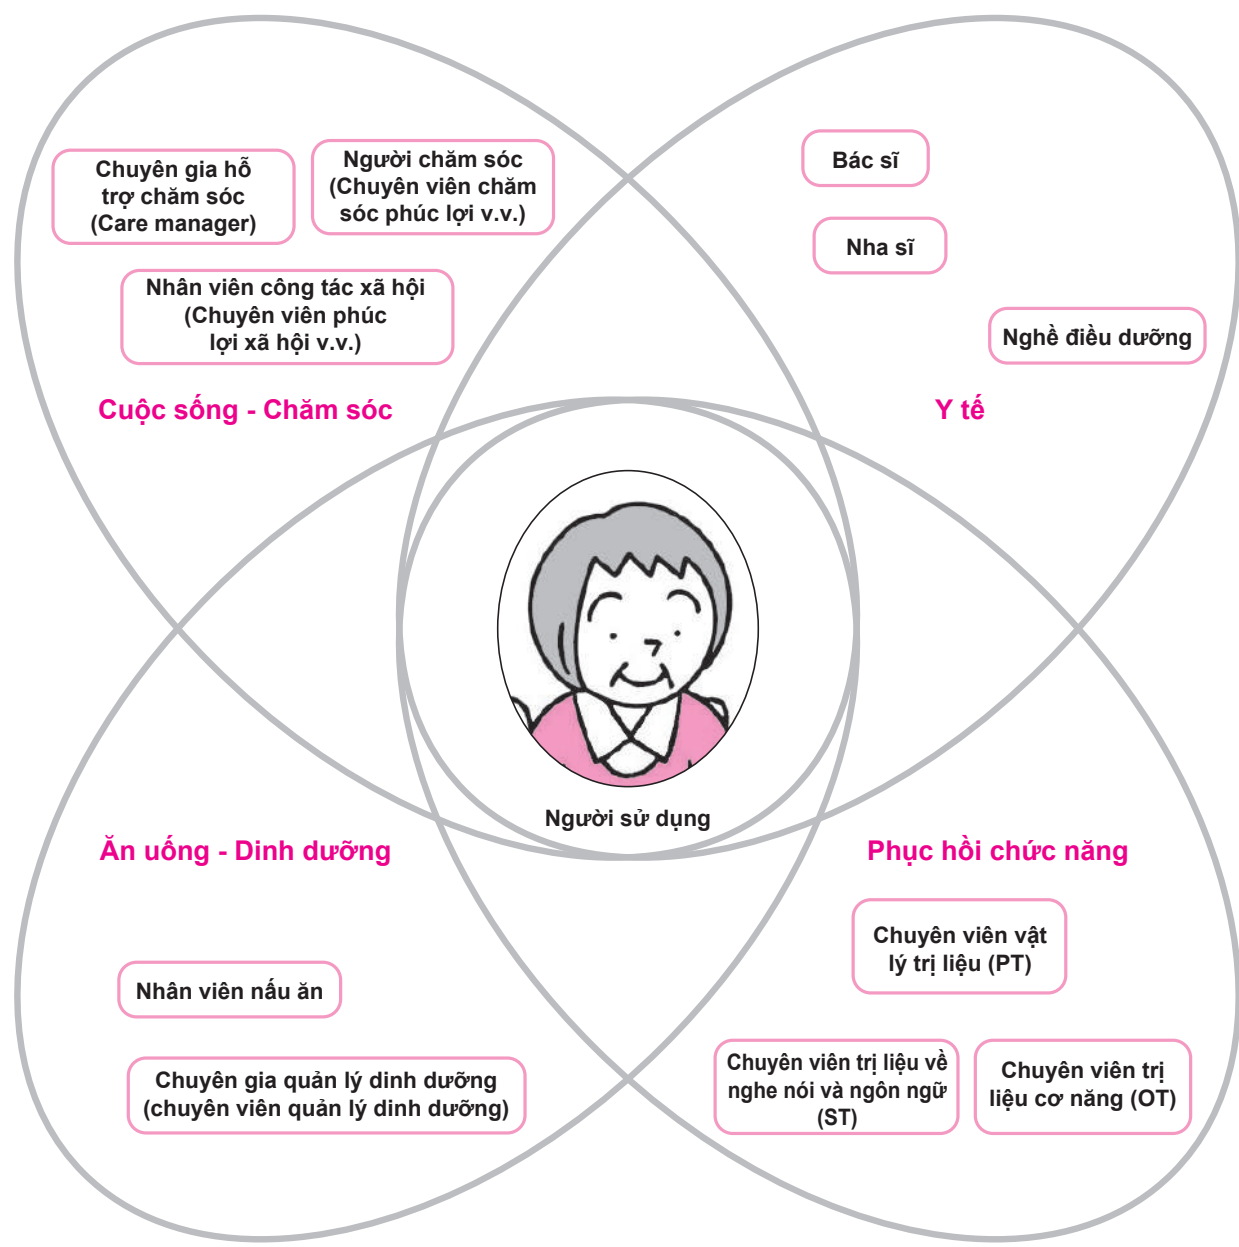 Chuyên gia hỗ
trợ chăm sóc
(Care manager)
Người chăm sóc
(Chuyên viên chăm
sóc phúc lợi v.v.)
Nhân viên công tác xã hội
(Chuyên viên phúc
lợi xã hội v.v.)
Cuộc sống - Chăm sóc
Bác sĩ
Nha sĩ
Nghề điều dưỡng
Y tế
Người sử dụng
Ăn uống - Dinh dưỡng
Nhân viên nấu ăn
Chuyên gia quản lý dinh dưỡng
(chuyên viên quản lý dinh dưỡng)
Phục hồi chức năng
Chuyên viên vật
lý trị liệu (PT)
Chuyên viên trị liệu về
nghe nói và ngôn ngữ
(ST)
Chuyên viên trị
liệu cơ năng (OT)